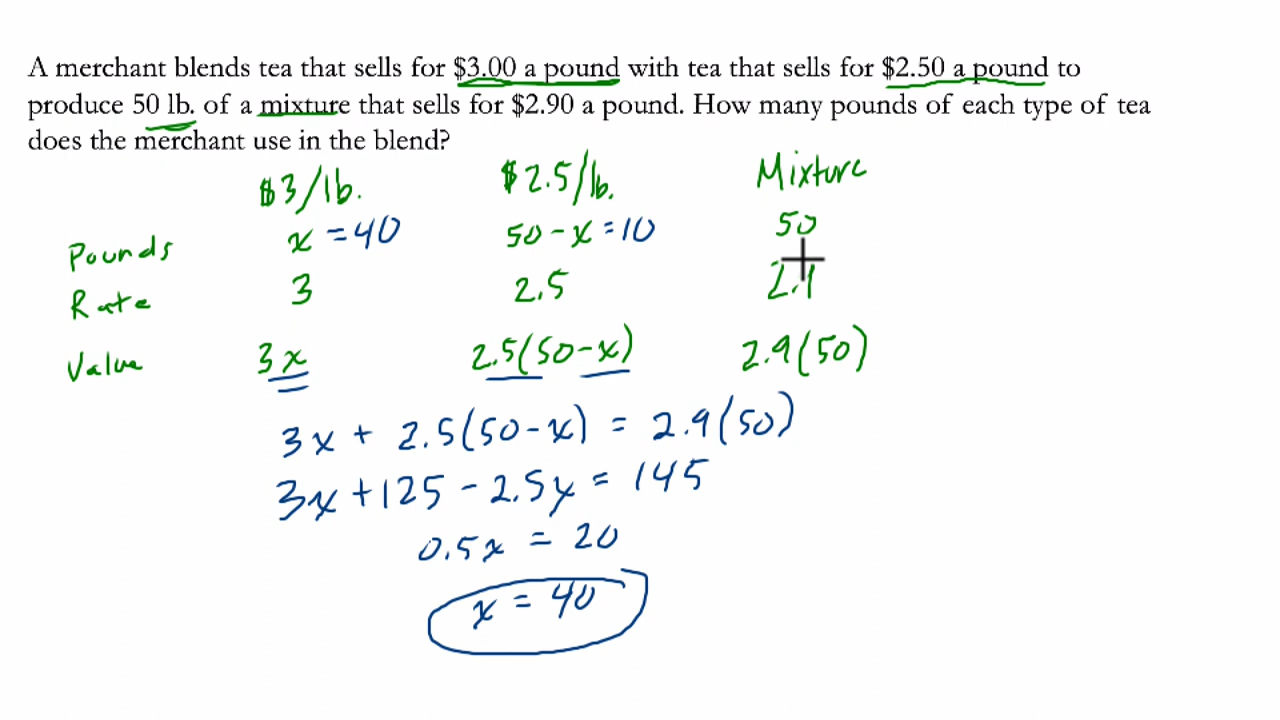 A merchant blends tea that sells for $3.00 a pound with tea that sells for $2.50 a pound to
produce 50 lb. of a mixture that sells for $2.90 a pound. How many pounds of each type of tea
does the merchant use in the blend?
$3/lb. $2.5/lb. Mixture
Pounds x = 40 50 - x = 10 50
Rate 3 2.5 2.9
Value 3x 2.5(50 - x) 2.9(50)
3x + 2.5(50 - x) = 2.9(50)
3x + 125 - 2.5x = 145
0.5x = 20
x = 40